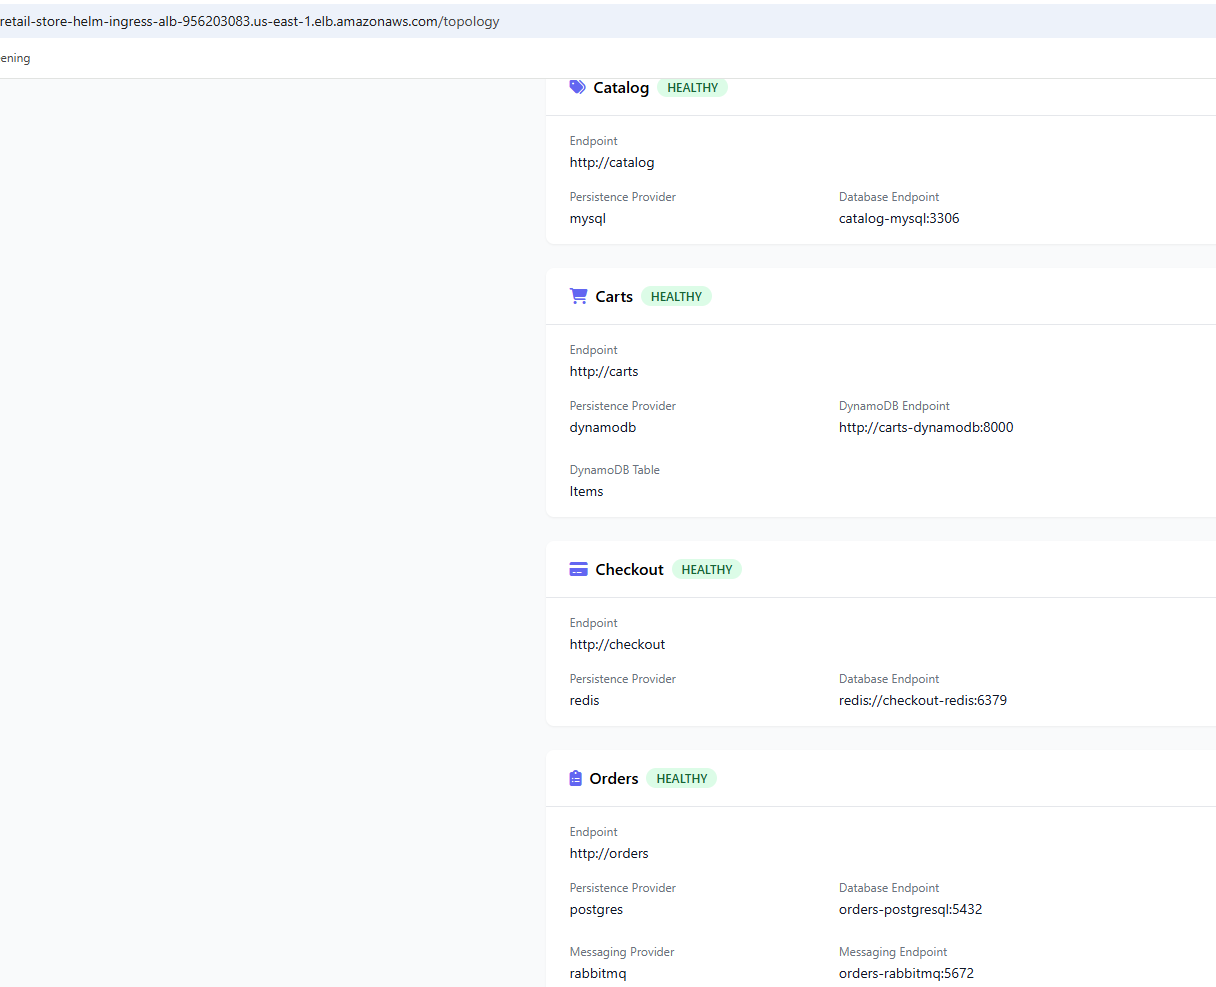 retail-store-helm-ingress-alb-956203083.us-east-1.elb.amazonaws.com/topology
ening
Catalog HEALTHY
Endpoint
http://catalog
Persistence Provider Database Endpoint
mysql catalog-mysql:3306
Carts HEALTHY
Endpoint
http://carts
Persistence Provider DynamoDB Endpoint
dynamodb http://carts-dynamodb:8000
DynamoDB Table
Items
Checkout HEALTHY
Endpoint
http://checkout
Persistence Provider Database Endpoint
redis redis://checkout-redis:6379
Orders HEALTHY
Endpoint
http://orders
Persistence Provider Database Endpoint
postgres orders-postgresql:5432
Messaging Provider Messaging Endpoint
rabbitmq orders-rabbitmq:5672